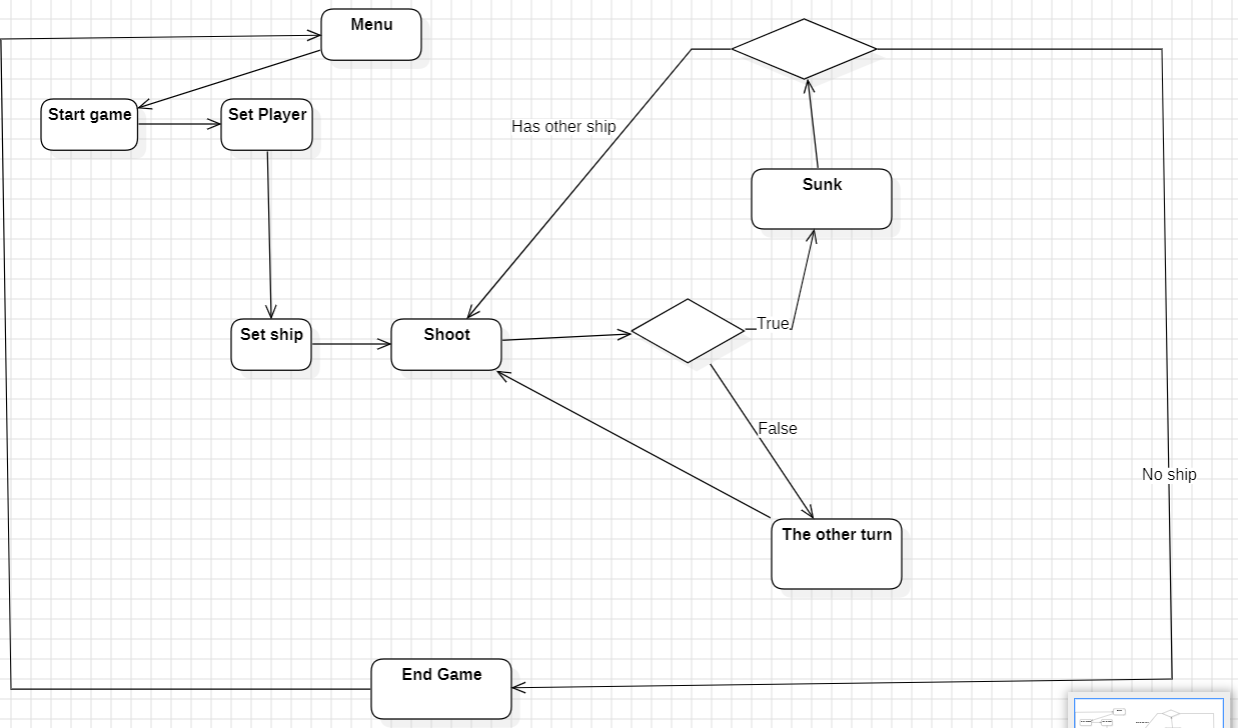 Menu
Start game
Set Player
Has other ship
Sunk
Set ship
Shoot
True
False
No ship
The other turn
End Game